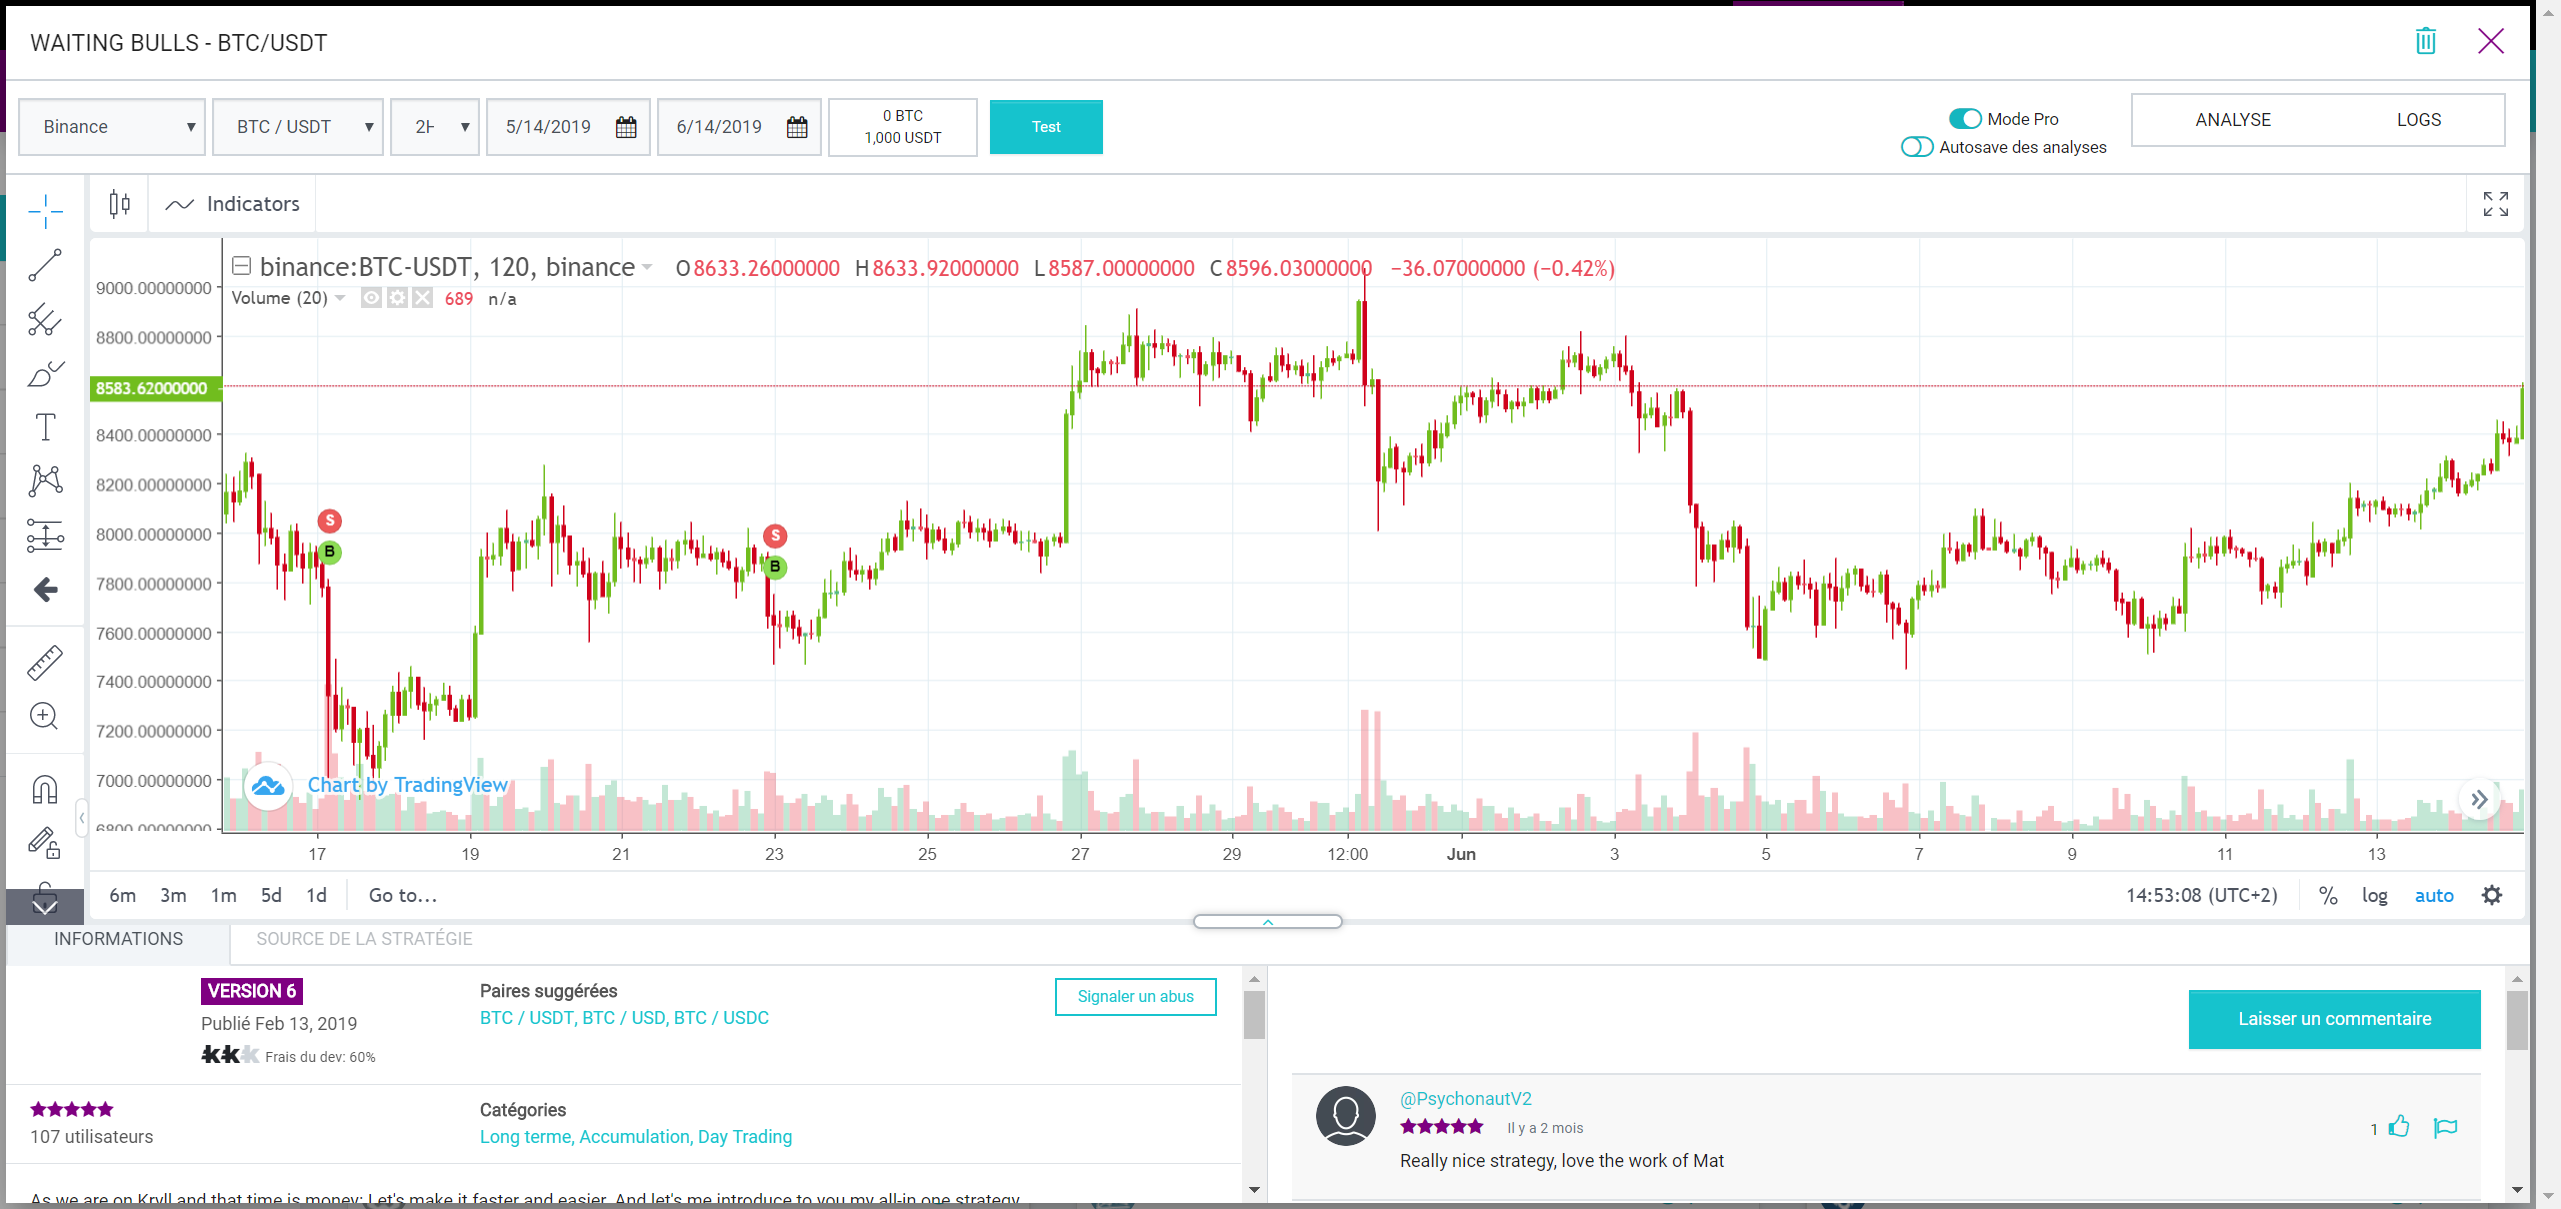 WAITING BULLS - BTC/USDT
Binance
BTC / USDT
5/14/2019
6/14/2019
0 BTC
1,000 USDT
Test
Mode Pro
Autosave des analyses
ANALYSE
LOGS
Indicators
binance:BTC-USDT, 120, binance O8633.26000000 H8633.92000000 L8587.00000000 C8596.03000000 −36.07000000 (−0.42%)
Volume (20) 689 n/a
9000.00000000
8800.00000000
8583.62000000
8400.00000000
8200.00000000
8000.00000000
7800.00000000
7600.00000000
7400.00000000
7200.00000000
7000.00000000
6800.00000000
S
B
S
B
Chart by TradingView
17 19 21 23 25 27 29 12:00 Jun 3 5 7 9 11 13
6m 3m 1m 5d 1d Go to...
14:53:08 (UTC+2) % log auto
INFORMATIONS
SOURCE DE LA STRATÉGIE
VERSION 6
Publié Feb 13, 2019
Frais du dev: 60%
Paires suggérées
BTC / USDT, BTC / USD, BTC / USDC
Signaler un abus
107 utilisateurs
Catégories
Long terme, Accumulation, Day Trading
As we are on Kryll and that time is money: Let's make it faster and easier. And let's me introduce to you my all-in one strategy
Laisser un commentaire
@PsychonautV2
Il y a 2 mois
1
Really nice strategy, love the work of Mat